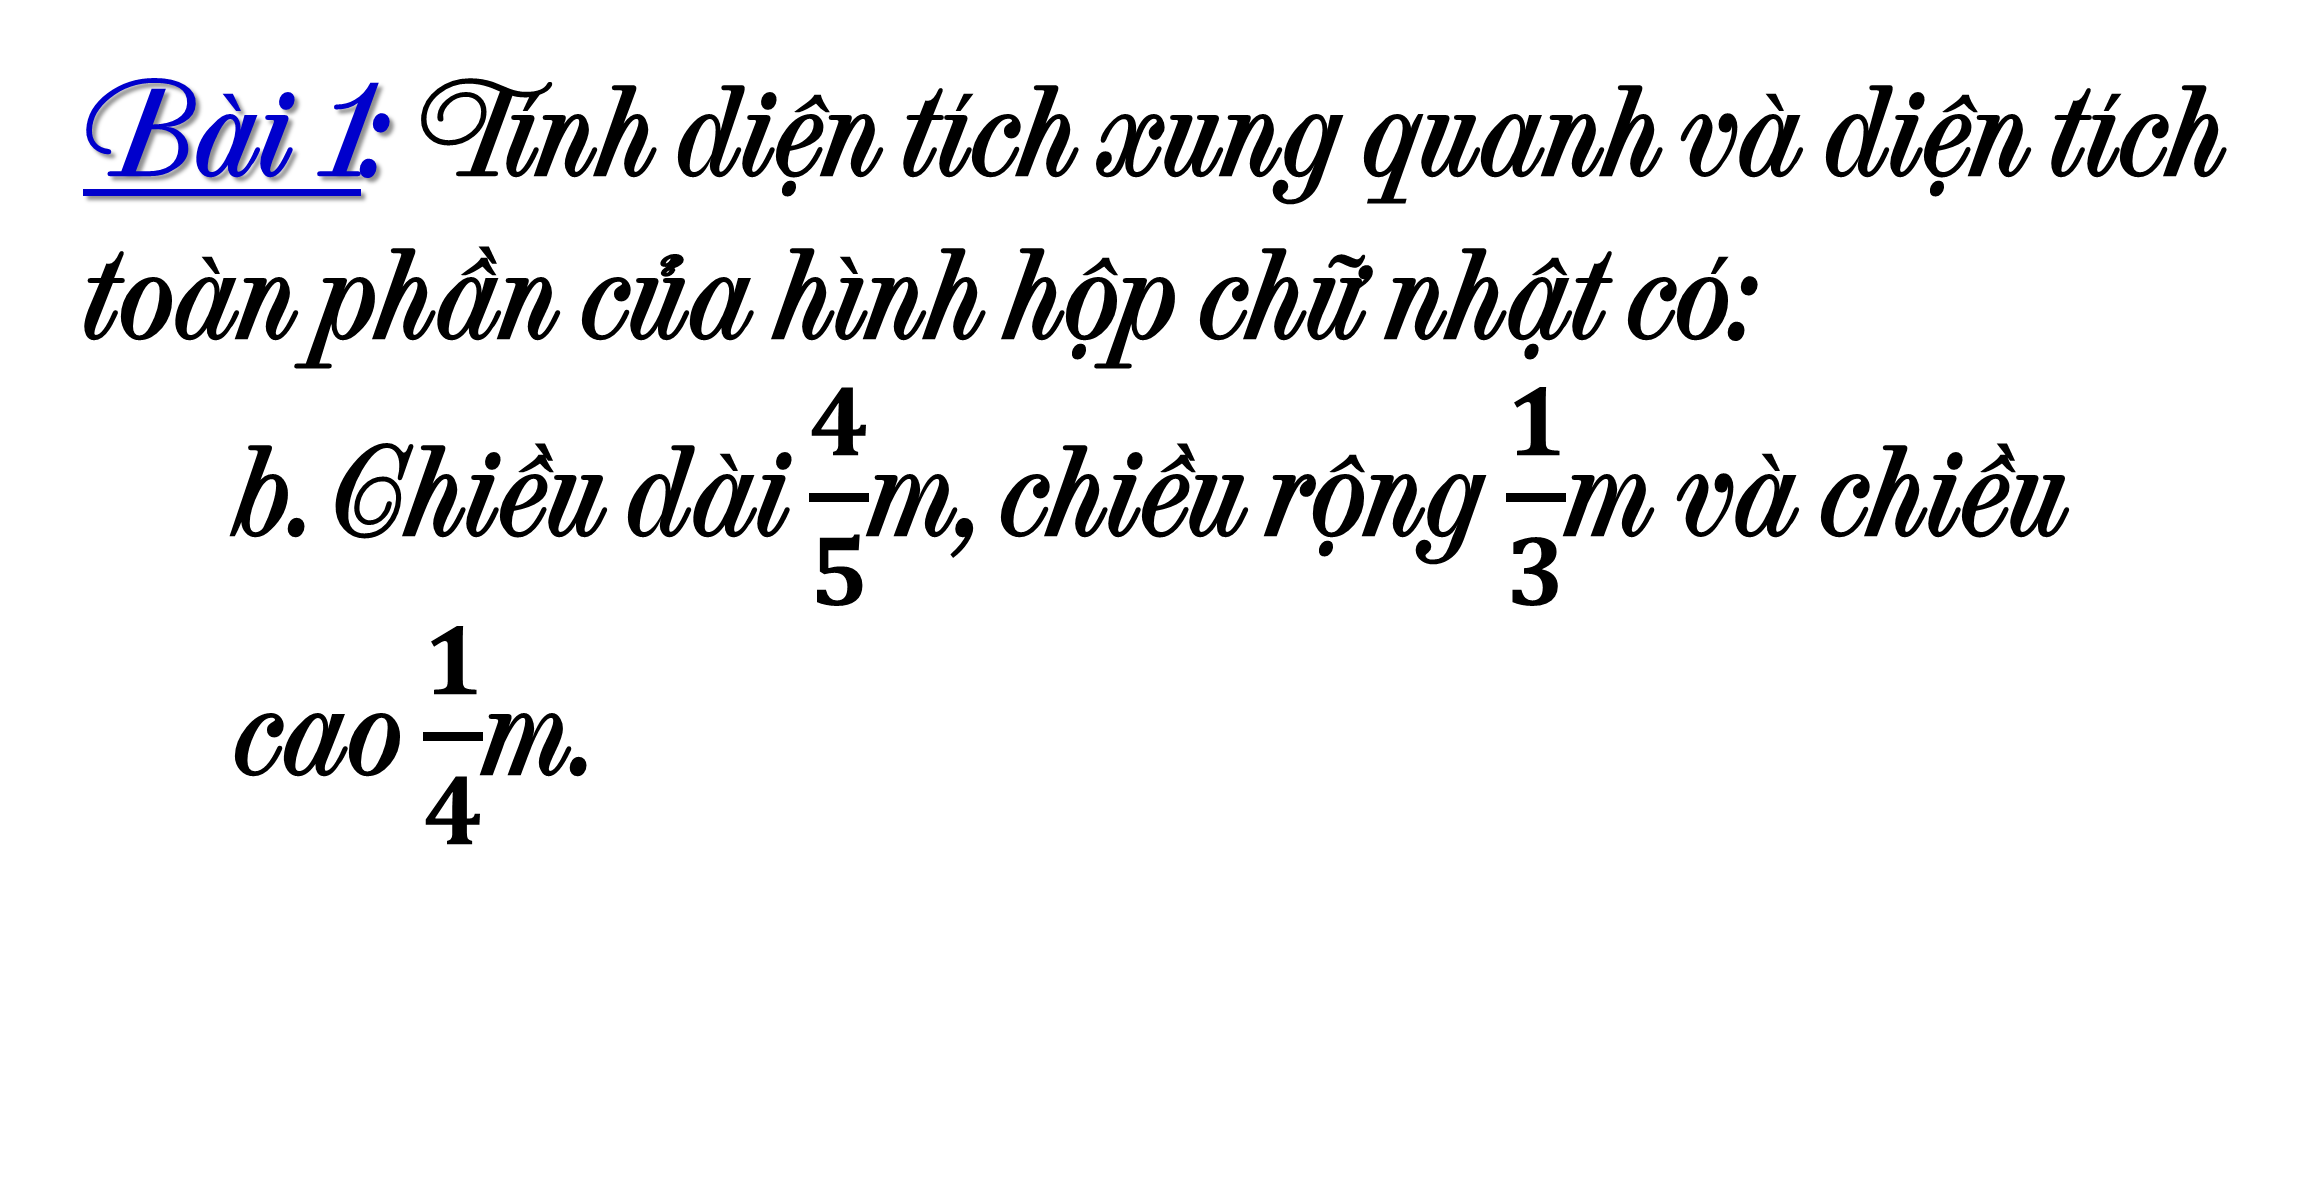 Bài 1: Tính diện tích xung quanh và diện tích
toàn phần của hình hộp chữ nhật có:
b. Chiều dài 4/5 m, chiều rộng 1/3 m và chiều
cao 1/4 m.